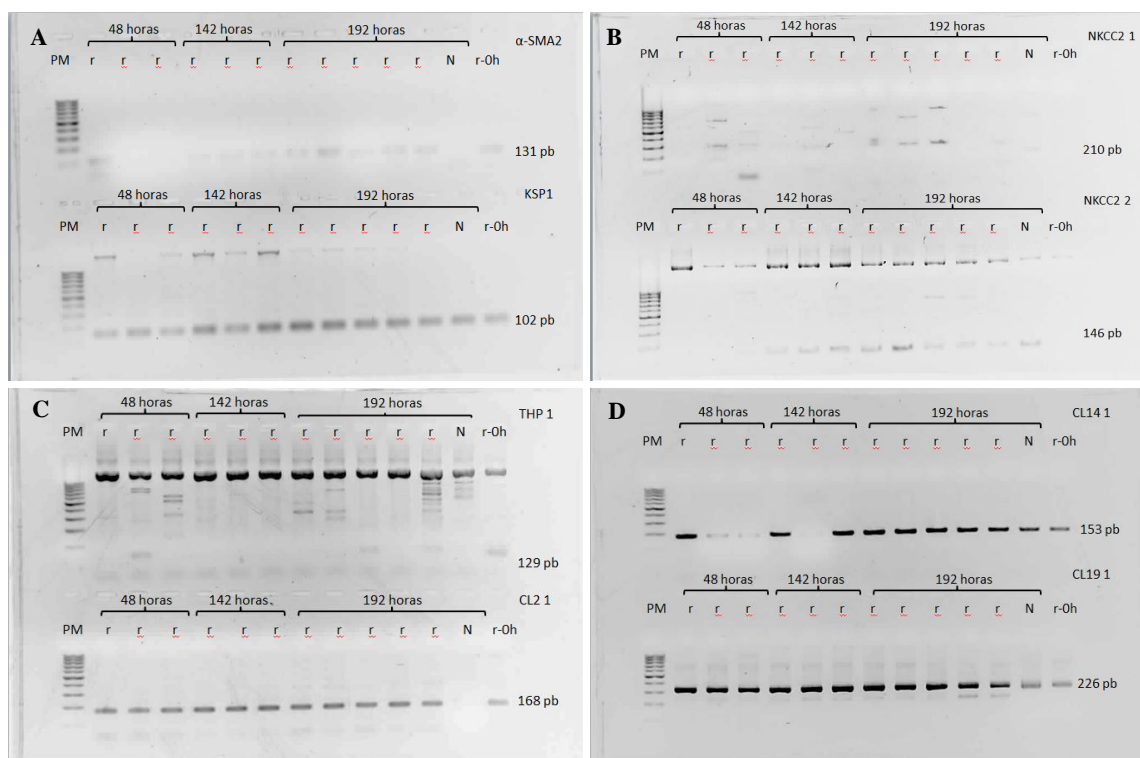 A
48 horas 142 horas 192 horas
α-SMA2
PM r r r r r r r r r r r N r-0h
131 pb
48 horas 142 horas 192 horas
KSP1
PM r r r r r r r r r r r N r-0h
102 pb
B
48 horas 142 horas 192 horas
NKCC2 1
PM r r r r r r r r r r r N r-0h
210 pb
NKCC2 2
48 horas 142 horas 192 horas
PM r r r r r r r r r r r N r-0h
146 pb
C
48 horas 142 horas 192 horas
THP 1
PM r r r r r r r r r r r N r-0h
129 pb
CL2 1
48 horas 142 horas 192 horas
PM r r r r r r r r r r r N r-0h
168 pb
D
48 horas 142 horas 192 horas
CL14 1
PM r r r r r r r r r r r N r-0h
153 pb
CL19 1
48 horas 142 horas 192 horas
PM r r r r r r r r r r r N r-0h
226 pb